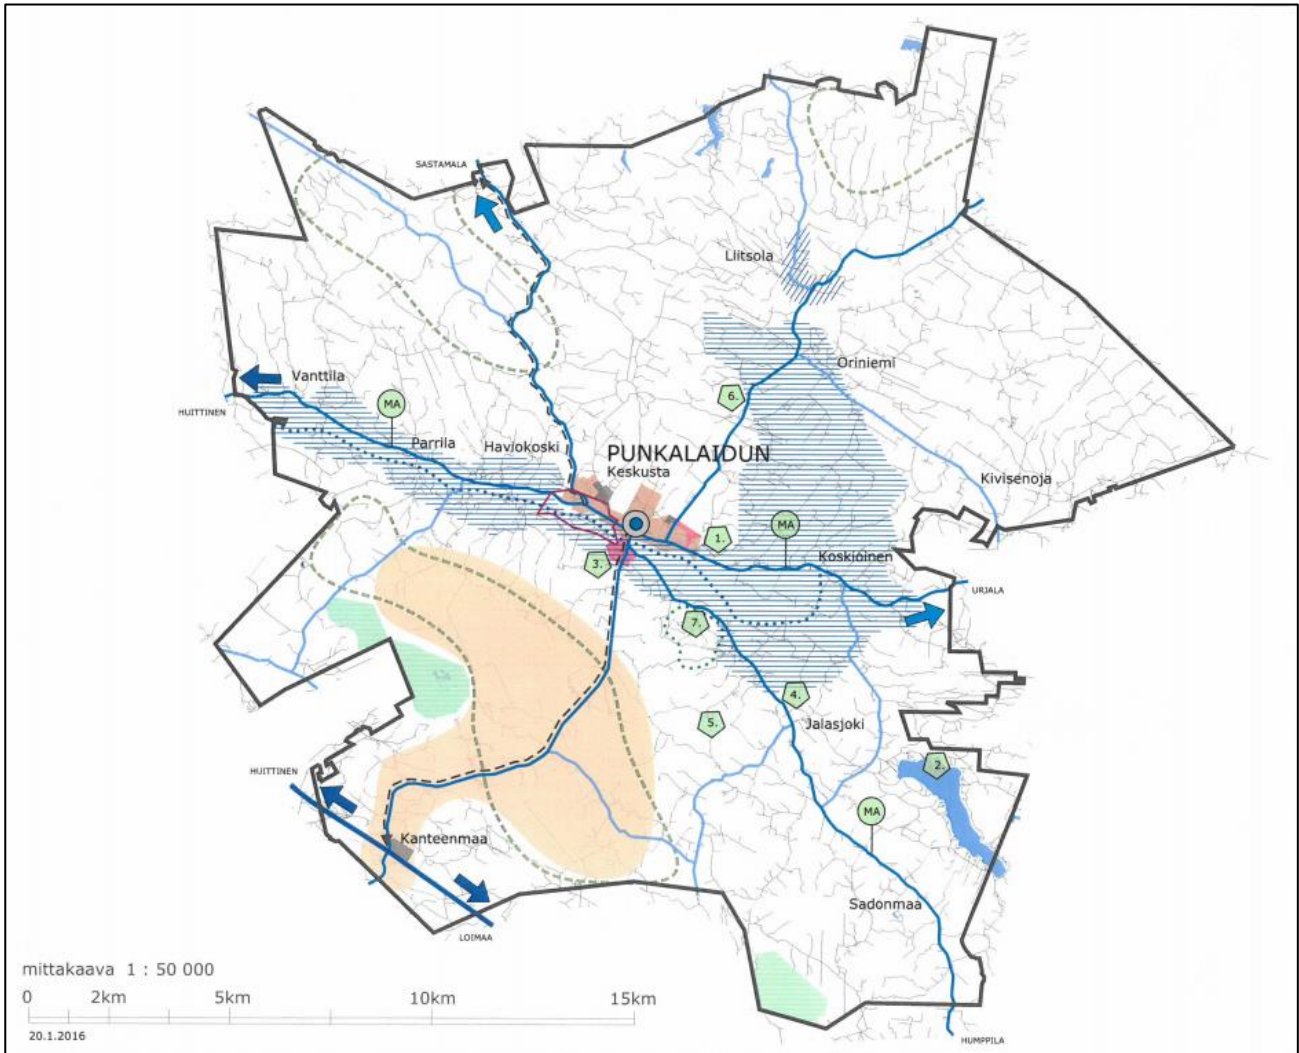 SASTAMALA
Liitsola
Oriniemi
Vanttila
HUITTINEN
MA
6.
Parrila
Haviokoski
PUNKALAIDUN
Keskusta
Kivisenoja
MA
1.
3.
Koskioinen
URJALA
7.
4.
5.
Jalasjoki
2.
HUITTINEN
MA
Kanteenmaa
Sadonmaa
LOIMAA
mittakaava 1 : 50 000
0 2km 5km 10km 15km
20.1.2016
HUMPPILA